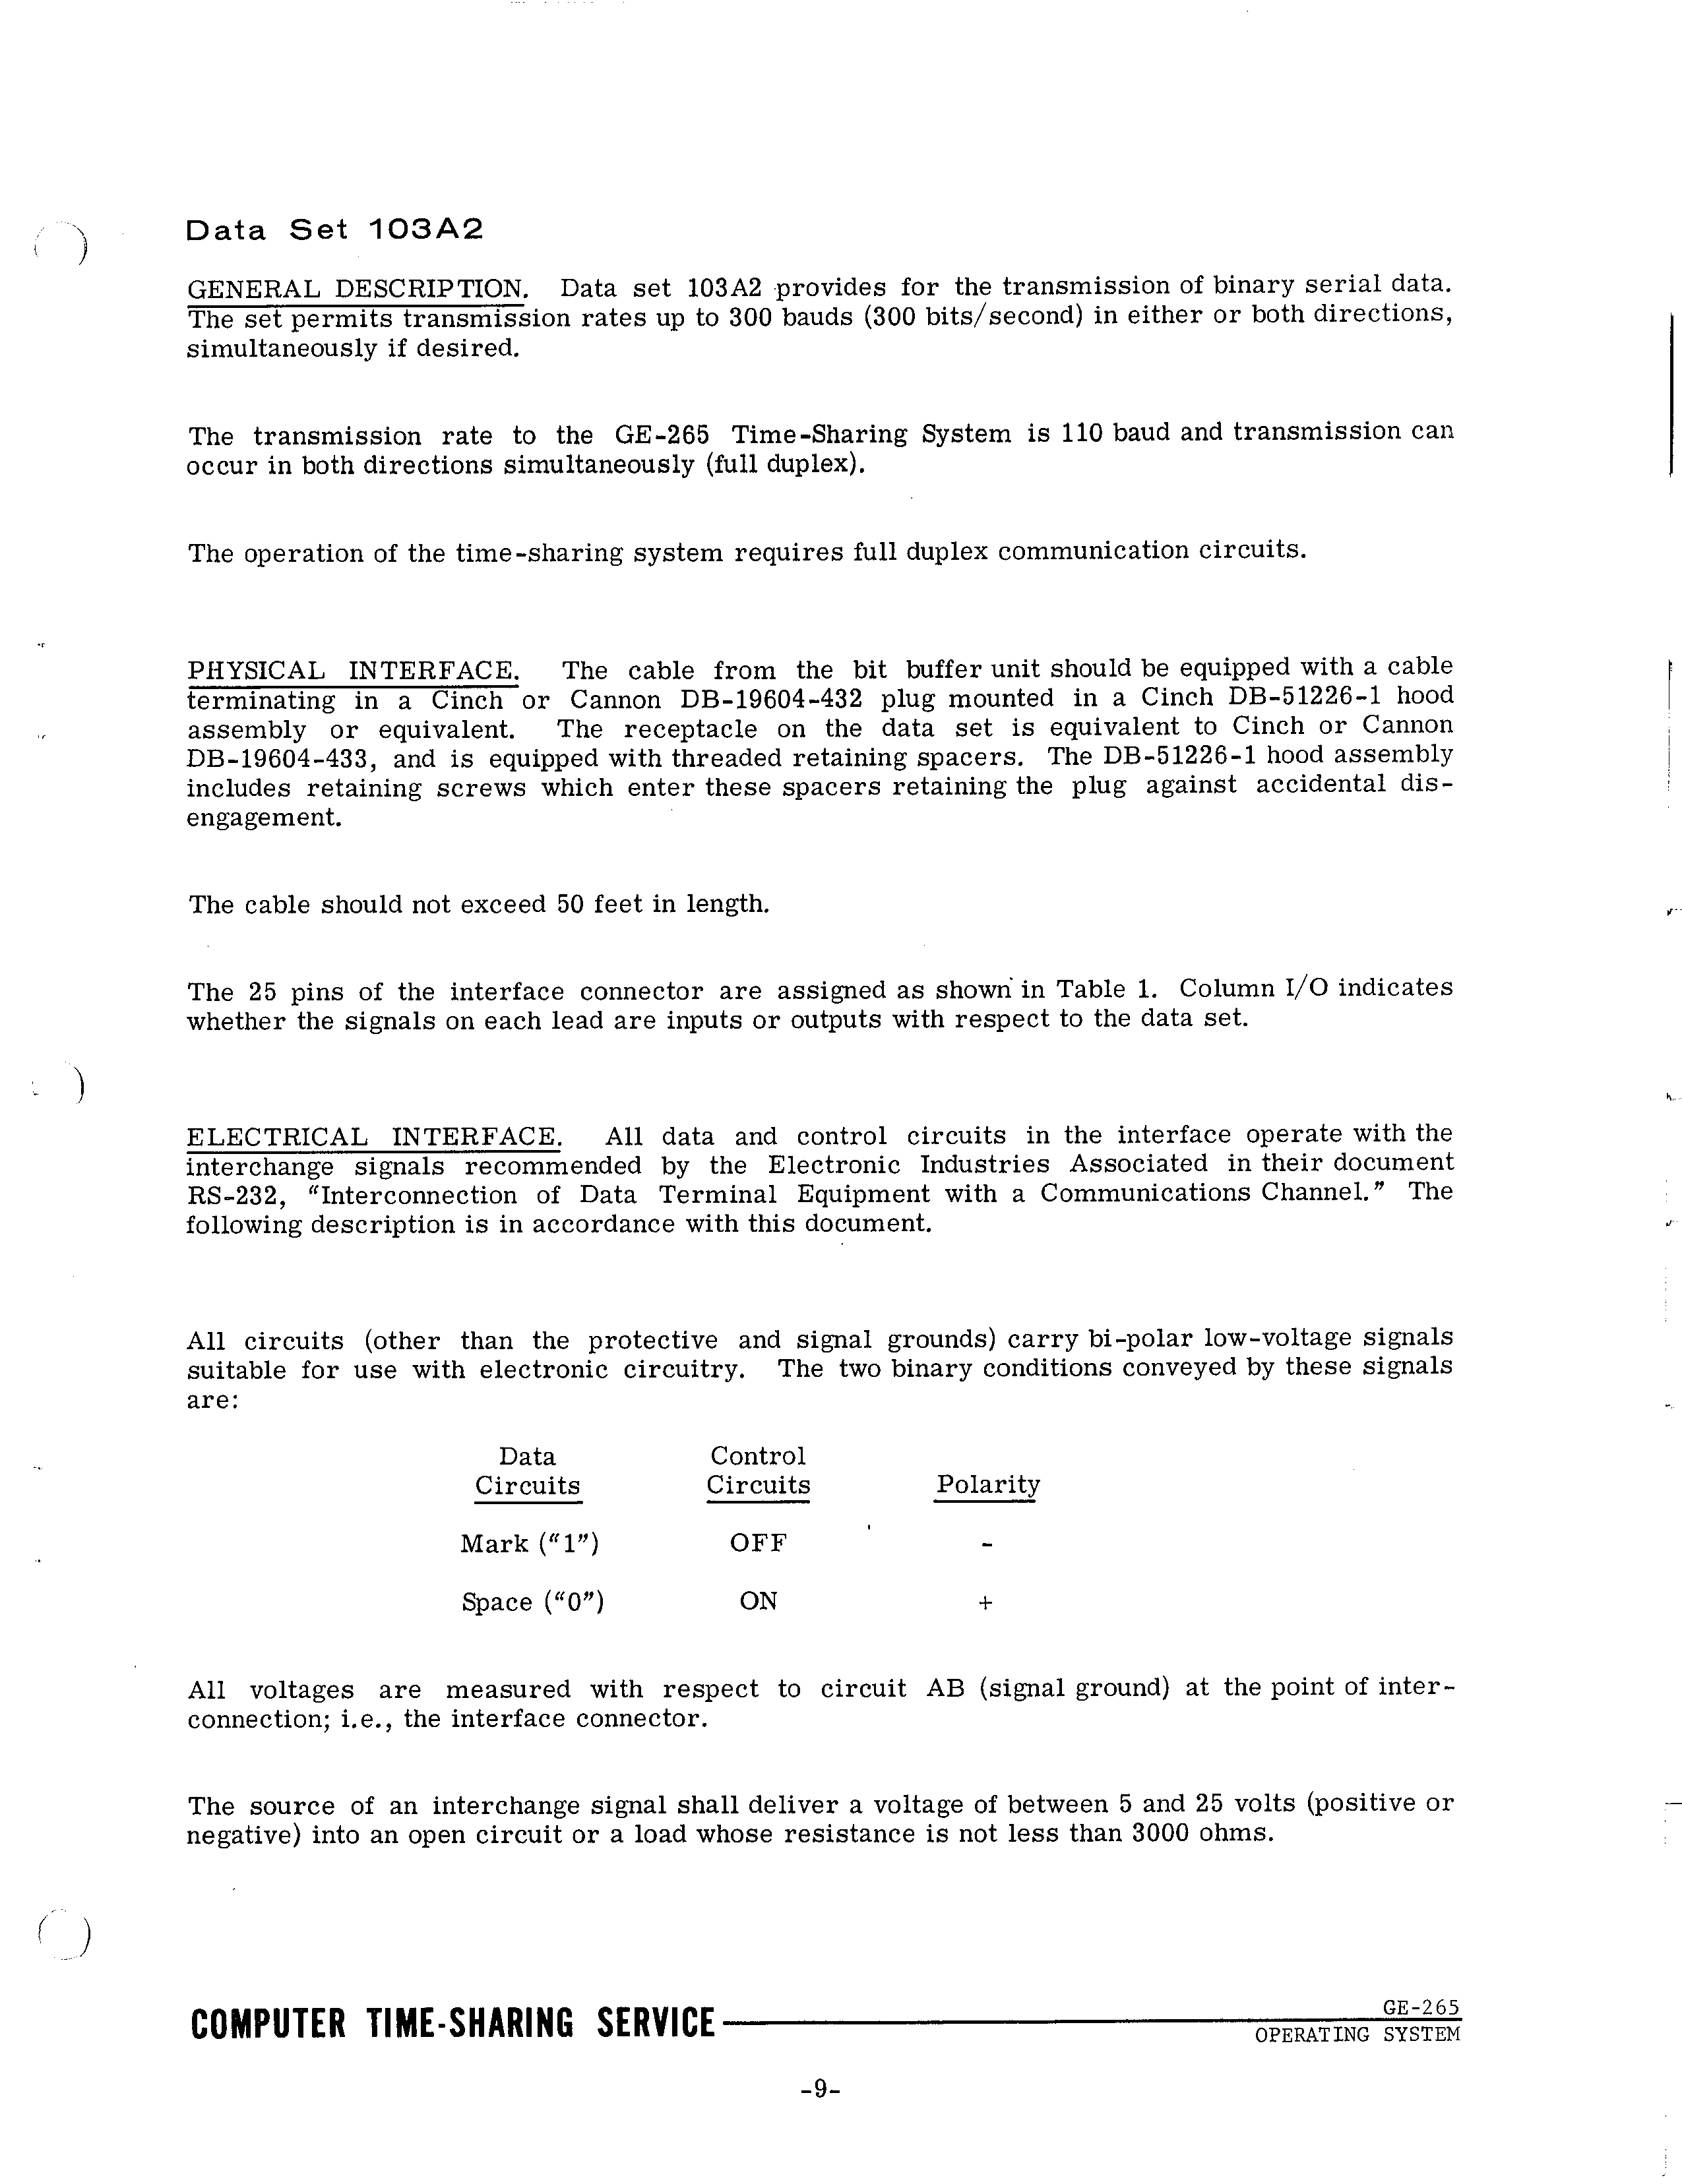 Data Set 103A2
GENERAL DESCRIPTION. Data set 103A2 provides for the transmission of binary serial data.
The set permits transmission rates up to 300 bauds (300 bits/second) in either or both directions,
simultaneously if desired.
The transmission rate to the GE-265 Time-Sharing System is 110 baud and transmission can
occur in both directions simultaneously (full duplex).
The operation of the time-sharing system requires full duplex communication circuits.
PHYSICAL INTERFACE. The cable from the bit buffer unit should be equipped with a cable
terminating in a Cinch or Cannon DB-19604-432 plug mounted in a Cinch DB-51226-1 hood
assembly or equivalent. The receptacle on the data set is equivalent to Cinch or Cannon
DB-19604-433, and is equipped with threaded retaining spacers. The DB-51226-1 hood assembly
includes retaining screws which enter these spacers retaining the plug against accidental dis-
engagement.
The cable should not exceed 50 feet in length.
The 25 pins of the interface connector are assigned as shown in Table 1. Column I/O indicates
whether the signals on each lead are inputs or outputs with respect to the data set.
ELECTRICAL INTERFACE. All data and control circuits in the interface operate with the
interchange signals recommended by the Electronic Industries Associated in their document
RS-232, “Interconnection of Data Terminal Equipment with a Communications Channel.” The
following description is in accordance with this document.
All circuits (other than the protective and signal grounds) carry bi-polar low-voltage signals
suitable for use with electronic circuitry. The two binary conditions conveyed by these signals
are:
Data Control
Circuits Circuits Polarity
Mark (“1”) OFF -
Space (“0”) ON +
All voltages are measured with respect to circuit AB (signal ground) at the point of inter-
connection; i.e., the interface connector.
The source of an interchange signal shall deliver a voltage of between 5 and 25 volts (positive or
negative) into an open circuit or a load whose resistance is not less than 3000 ohms.
COMPUTER TIME-SHARING SERVICE GE-265
OPERATING SYSTEM
-9-